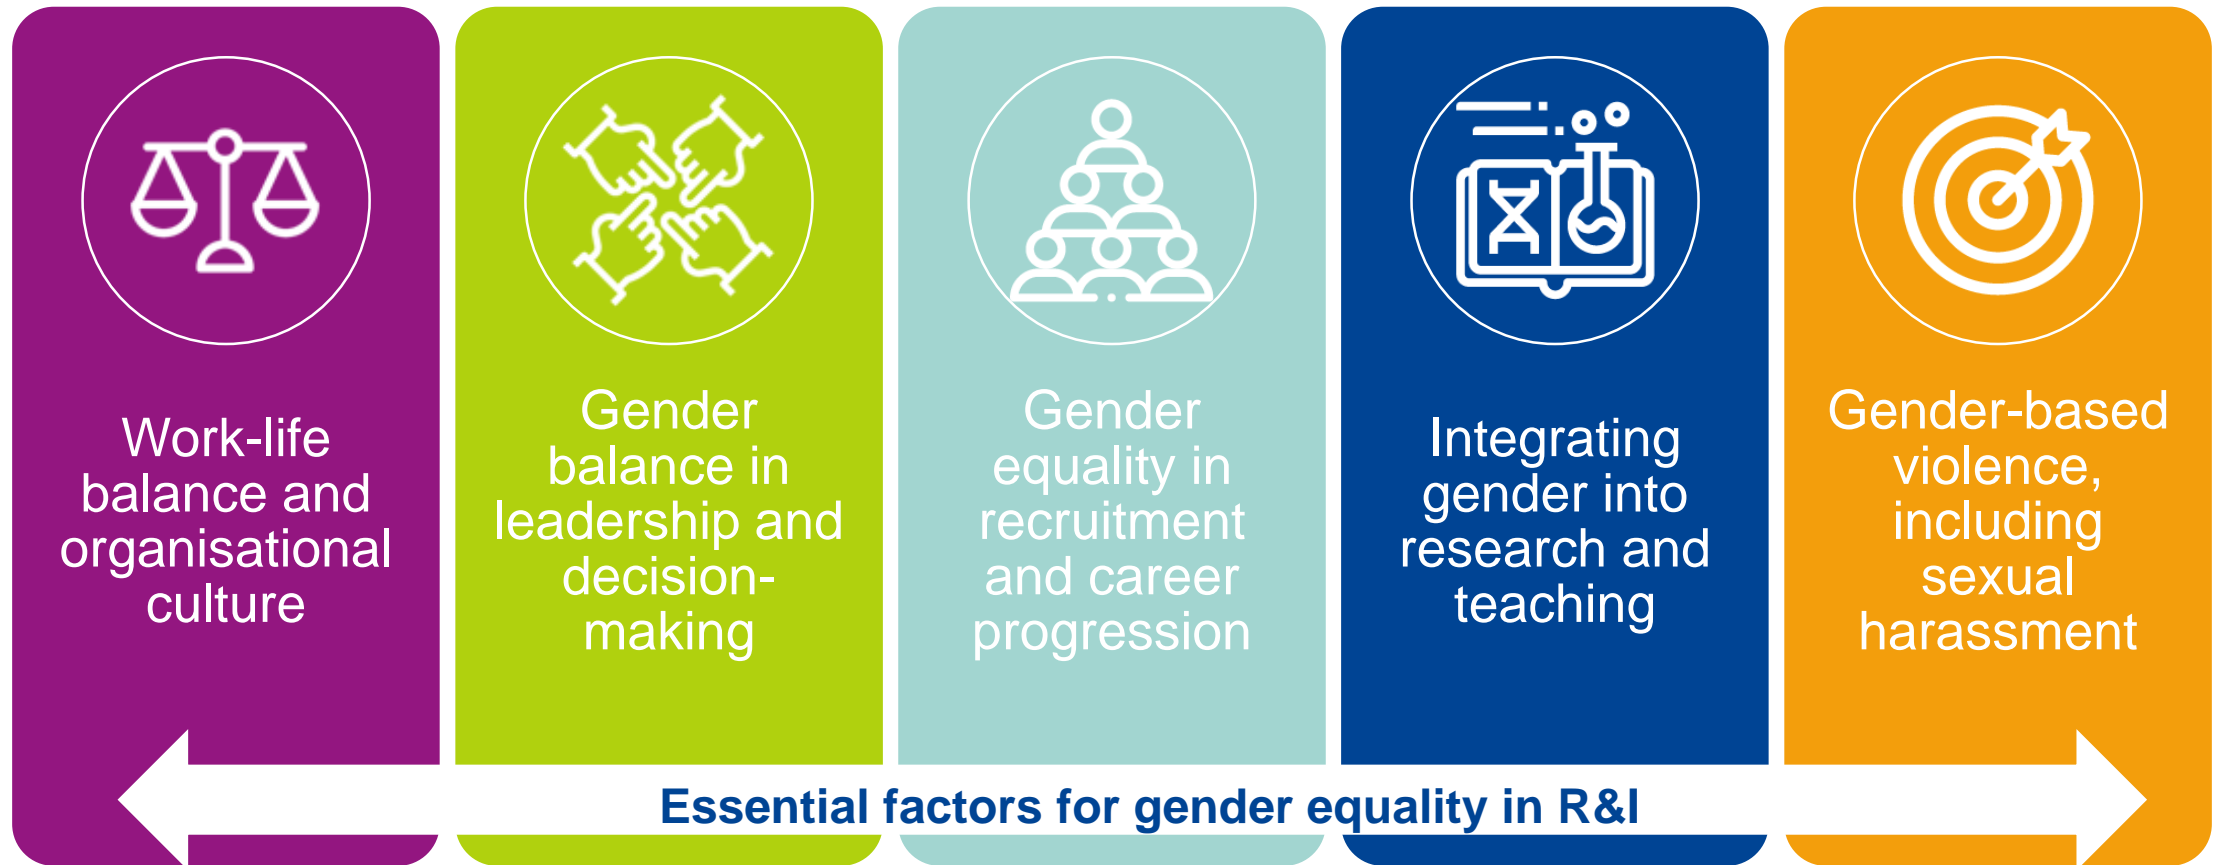 Work-life
balance and
organisational
culture
Gender
balance in
leadership and
decision-
making
Gender
equality in
recruitment
and career
progression
Integrating
gender into
research and
teaching
Gender-based
violence,
including
sexual
harassment
Essential factors for gender equality in R&I